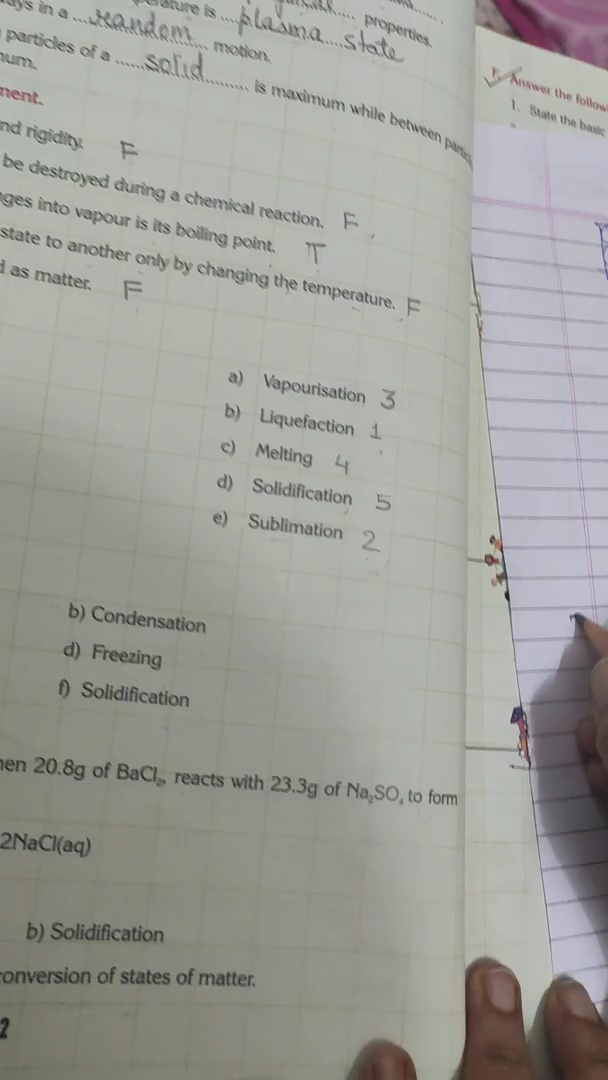 ays in a ...random... motion.
perature is ...plasma...state
properties.
particles of a ......solid......... is maximum while between
num.
ment.
nd rigidity. F
be destroyed during a chemical reaction. F
nges into vapour is its boiling point. T
state to another only by changing the temperature. F
d as matter. F
a) Vapourisation 3
b) Liquefaction 1
c) Melting 4
d) Solidification 5
e) Sublimation 2
b) Condensation
d) Freezing
f) Solidification
hen 20.8g of BaCl₂, reacts with 23.3g of Na₂SO₄ to form
2NaCl(aq)
b) Solidification
conversion of states of matter.
2
F. Answer the follow
1. State the basic